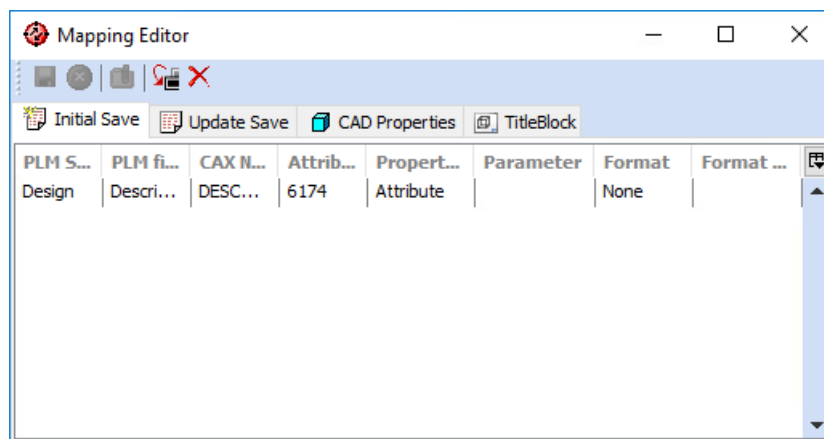 Mapping Editor
Initial Save Update Save CAD Properties TitleBlock
PLM S... PLM fi... CAX N... Attrib... Propert... Parameter Format Format ...
Design Descri... DESC... 6174 Attribute None